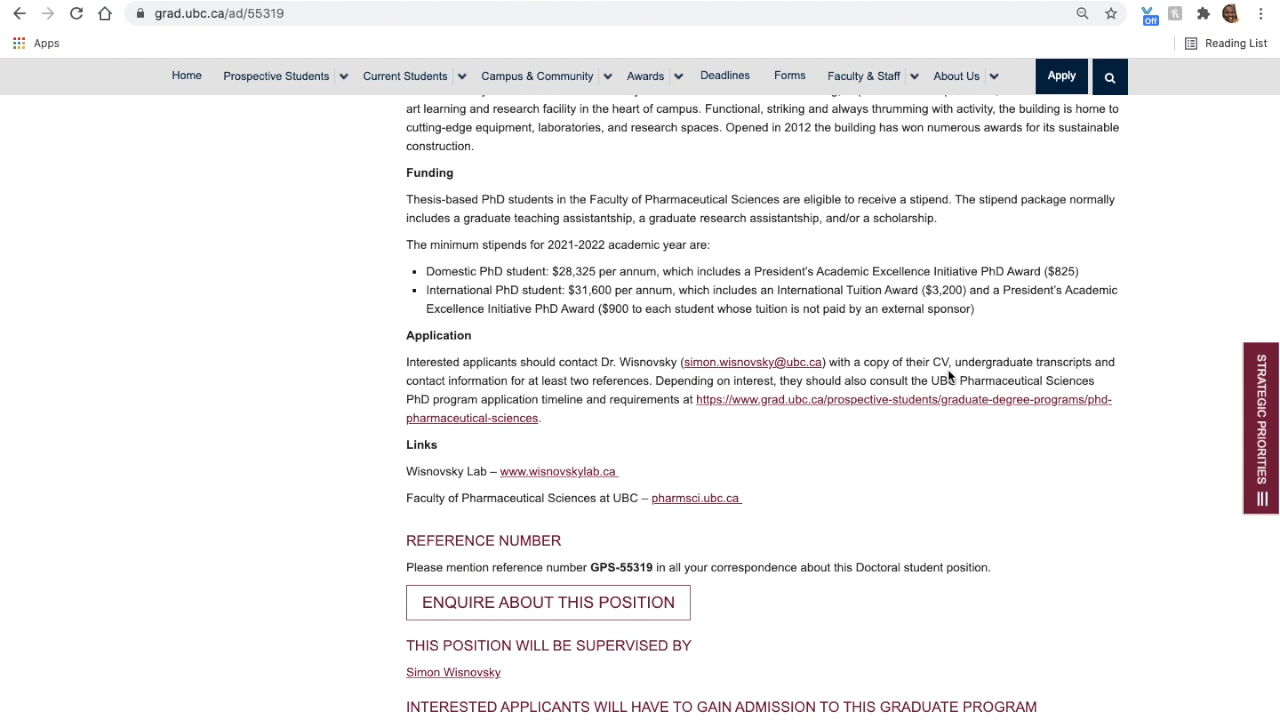 grad.ubc.ca/ad/55319
Off
Apps
Reading List
Home Prospective Students Current Students Campus & Community Awards Deadlines Forms Faculty & Staff About Us Apply
art learning and research facility in the heart of campus. Functional, striking and always thrumming with activity, the building is home to
cutting-edge equipment, laboratories, and research spaces. Opened in 2012 the building has won numerous awards for its sustainable
construction.
Funding
Thesis-based PhD students in the Faculty of Pharmaceutical Sciences are eligible to receive a stipend. The stipend package normally
includes a graduate teaching assistantship, a graduate research assistantship, and/or a scholarship.
The minimum stipends for 2021-2022 academic year are:
Domestic PhD student: $28,325 per annum, which includes a President's Academic Excellence Initiative PhD Award ($825)
International PhD student: $31,600 per annum, which includes an International Tuition Award ($3,200) and a President's Academic
Excellence Initiative PhD Award ($900 to each student whose tuition is not paid by an external sponsor)
Application
Interested applicants should contact Dr. Wisnovsky (simon.wisnovsky@ubc.ca) with a copy of their CV, undergraduate transcripts and
contact information for at least two references. Depending on interest, they should also consult the UBC Pharmaceutical Sciences
PhD program application timeline and requirements at https://www.grad.ubc.ca/prospective-students/graduate-degree-programs/phd-
pharmaceutical-sciences.
STRATEGIC PRIORITIES
Links
Wisnovsky Lab – www.wisnovskylab.ca
Faculty of Pharmaceutical Sciences at UBC – pharmsci.ubc.ca
REFERENCE NUMBER
Please mention reference number GPS-55319 in all your correspondence about this Doctoral student position.
ENQUIRE ABOUT THIS POSITION
THIS POSITION WILL BE SUPERVISED BY
Simon Wisnovsky
INTERESTED APPLICANTS WILL HAVE TO GAIN ADMISSION TO THIS GRADUATE PROGRAM